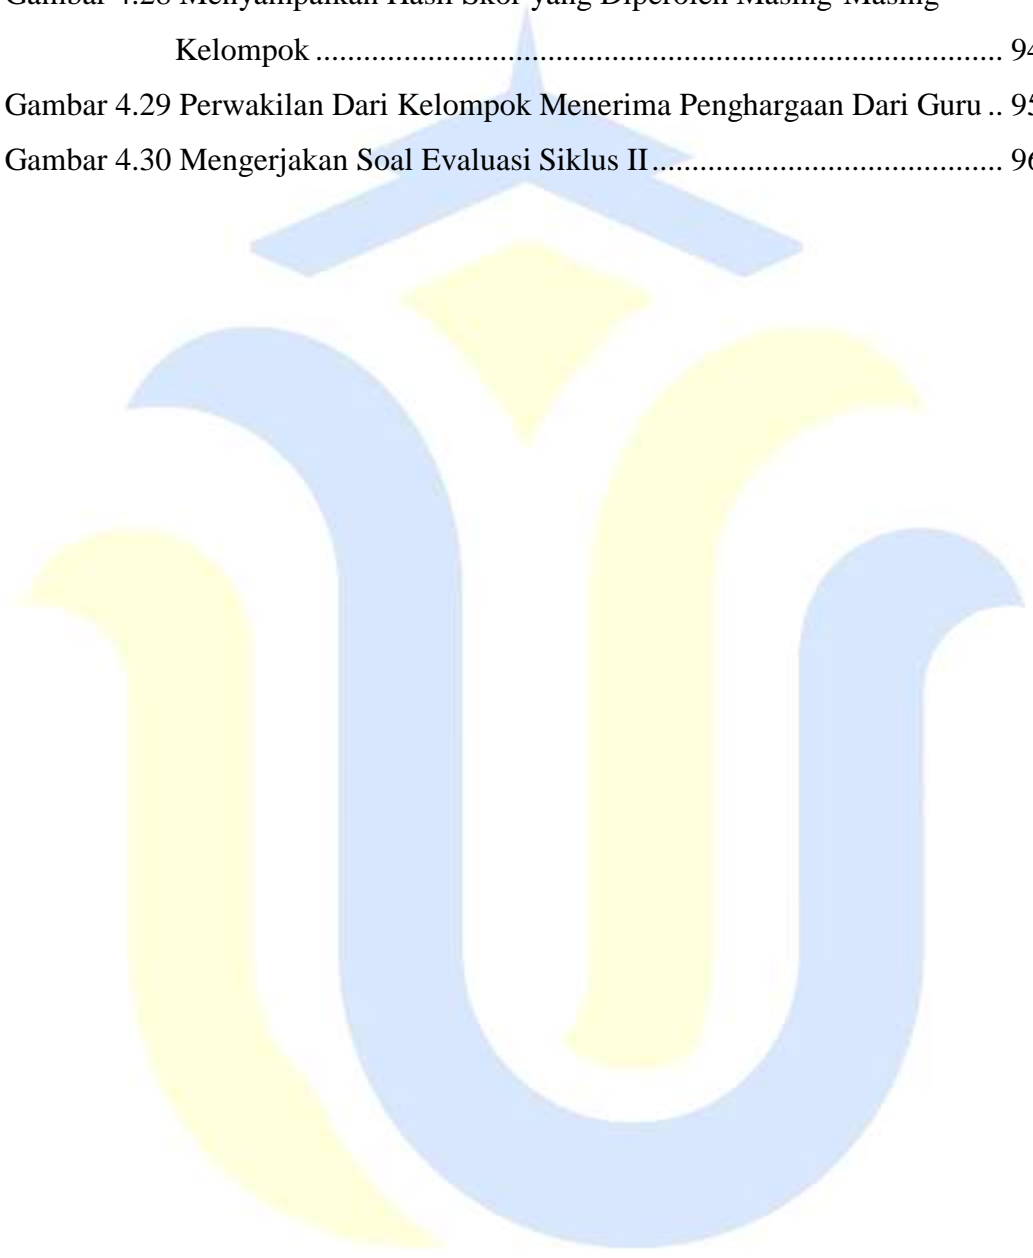 Gambar 4.28 Menyampaikan Hasil Skor yang Diperoleh Masing-Masing
Kelompok ..................................................................................... 94
Gambar 4.29 Perwakilan Dari Kelompok Menerima Penghargaan Dari Guru .. 95
Gambar 4.30 Mengerjakan Soal Evaluasi Siklus II ........................................... 96